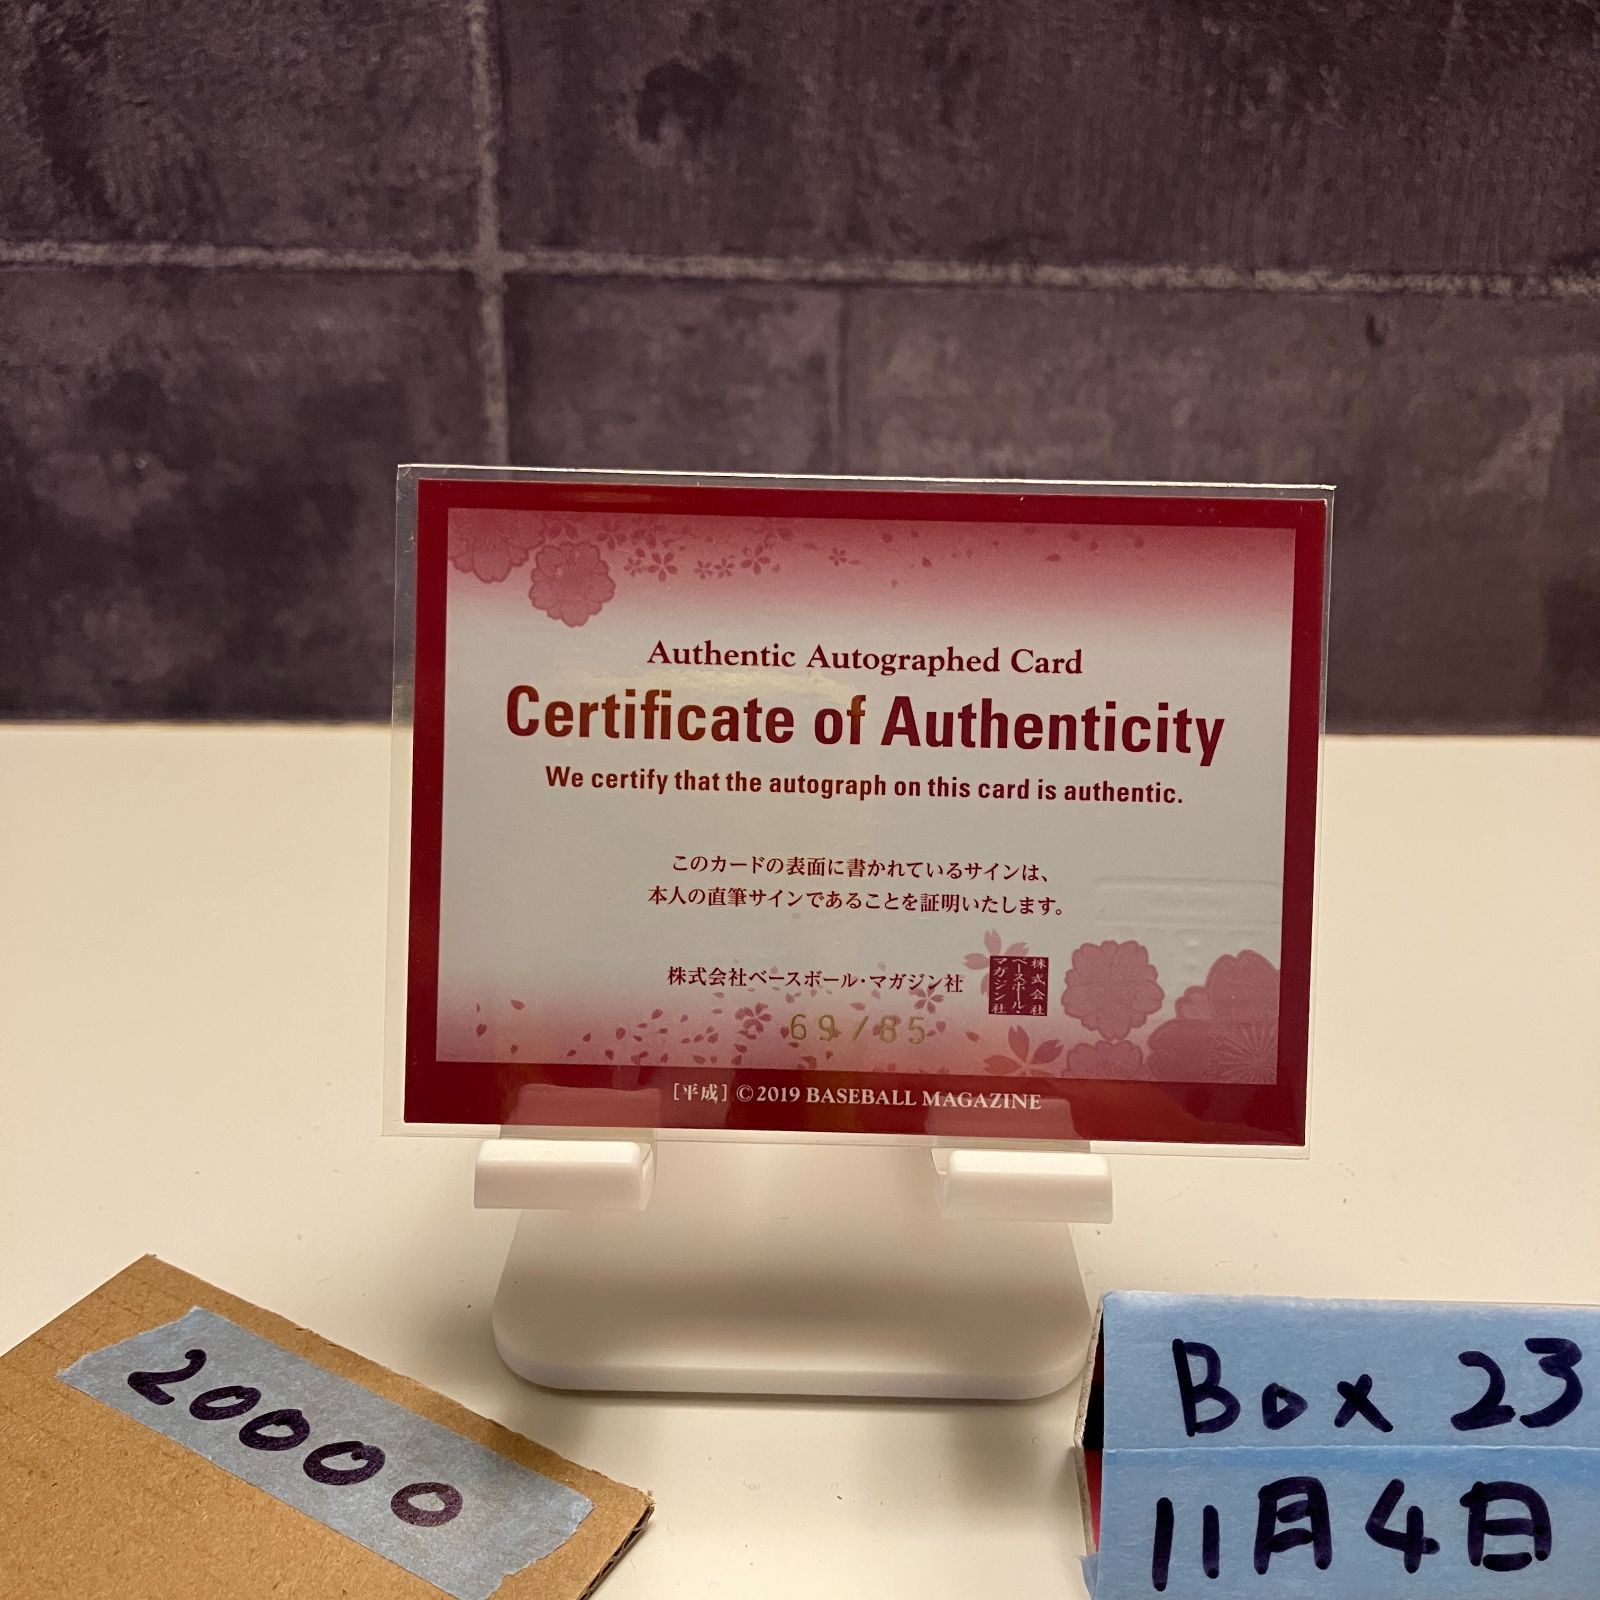 Authentic Autographed Card
Certificate of Authenticity
We certify that the autograph on this card is authentic.
このカードの表面に書かれているサインは、
本人の直筆サインであることを証明いたします。
株式会社ベースボール・マガジン社
株式会社
ベースボール・
マガジン社
69/85
[平成] © 2019 BASEBALL MAGAZINE
20000
Box 23
11月4日